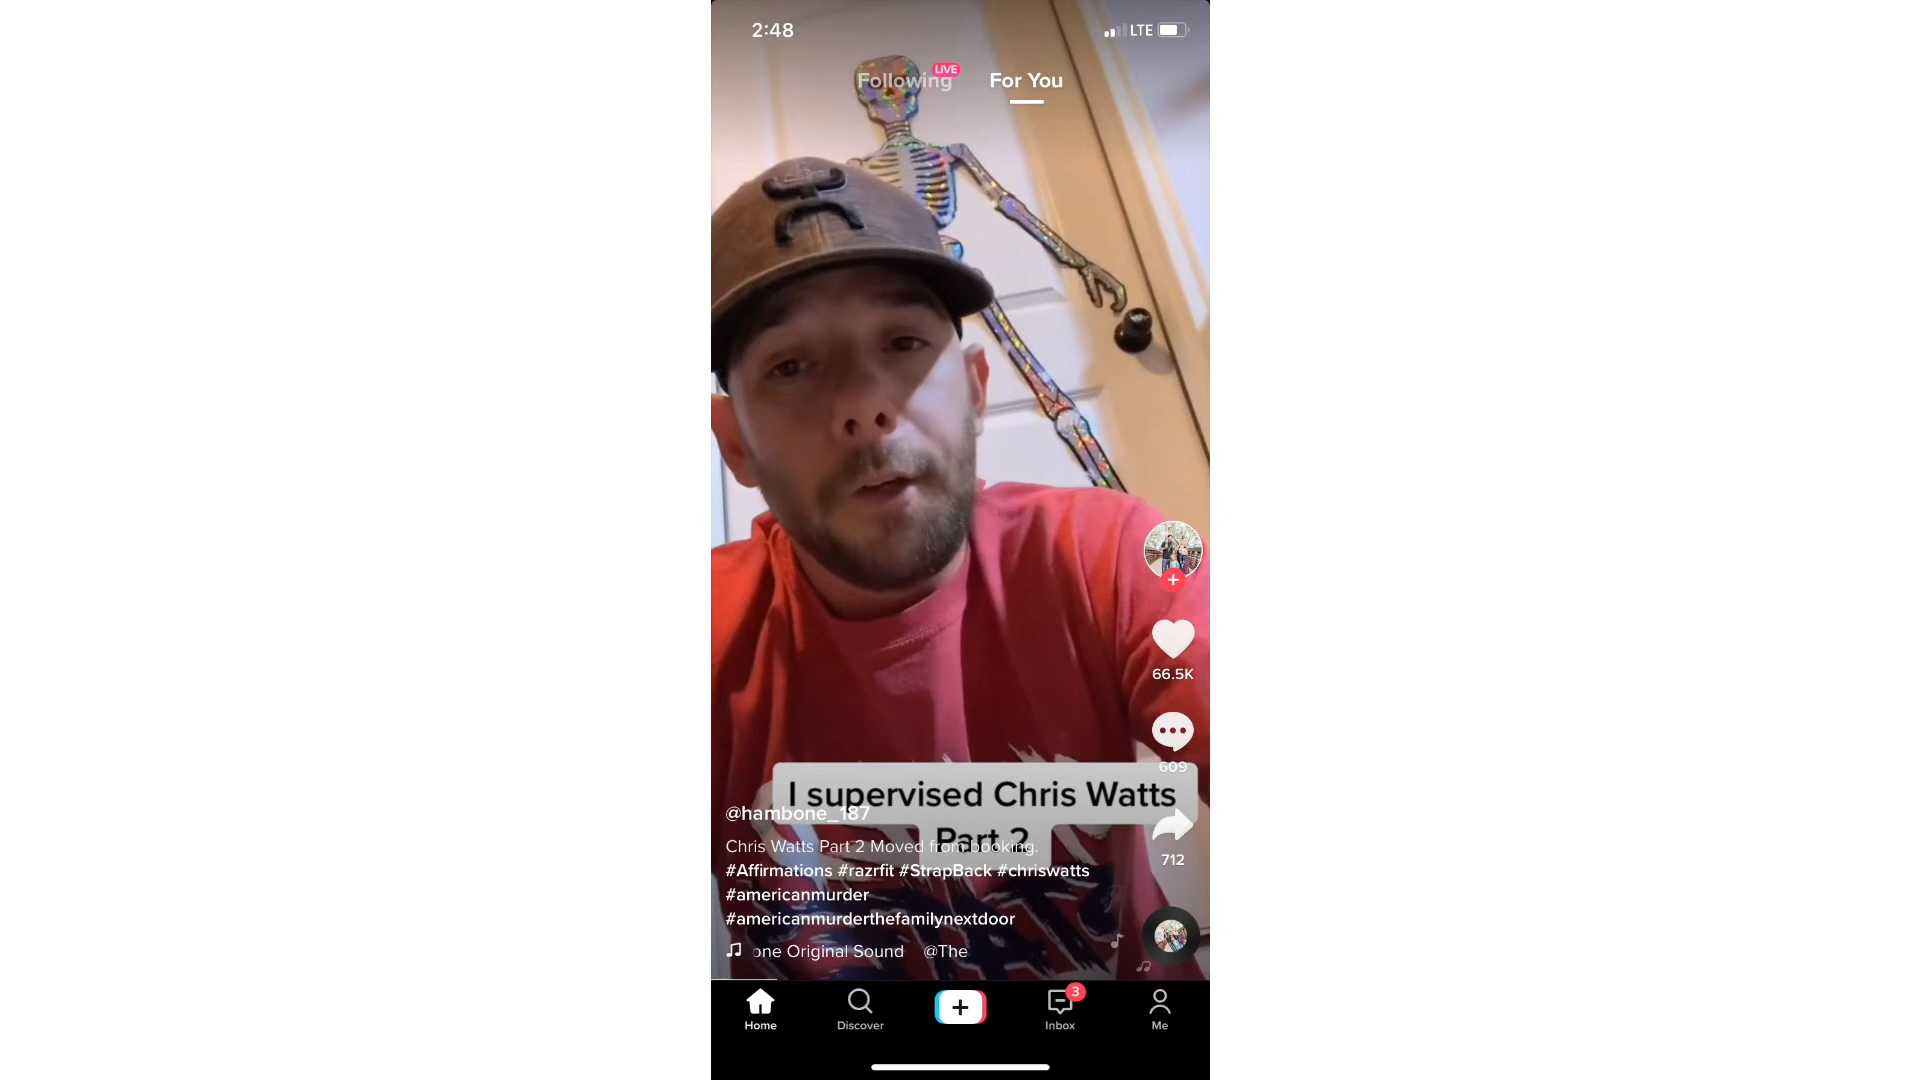 2:48
LTE
Following
LIVE
For You
66.5K
609
I supervised Chris Watts
Part 2
@hambone_187
712
Chris Watts Part 2 Moved from booking.
#Affirmations #razrfit #StrapBack #chriswatts
#americanmurder
#americanmurderthefamilynextdoor
one Original Sound @The
3
Home
Discover
Inbox
Me